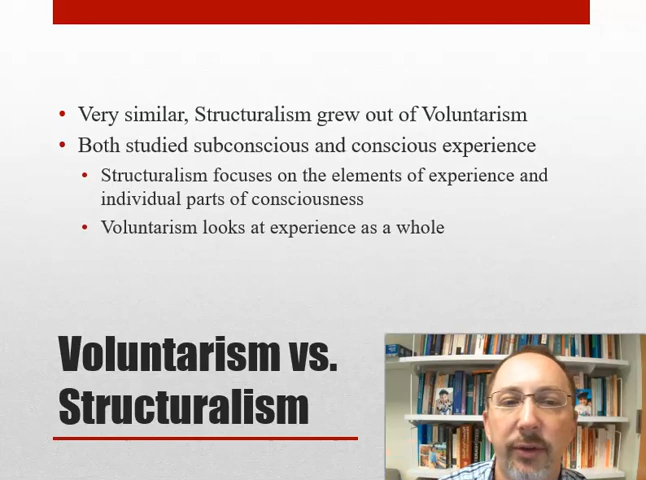 • Very similar, Structuralism grew out of Voluntarism
• Both studied subconscious and conscious experience
• Structuralism focuses on the elements of experience and
individual parts of consciousness
• Voluntarism looks at experience as a whole
Voluntarism vs.
Structuralism